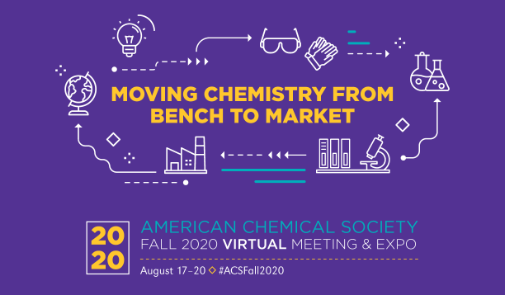 MOVING CHEMISTRY FROM
BENCH TO MARKET
20
20
AMERICAN CHEMICAL SOCIETY
FALL 2020 VIRTUAL MEETING & EXPO
August 17–20 ◇ #ACSFall2020